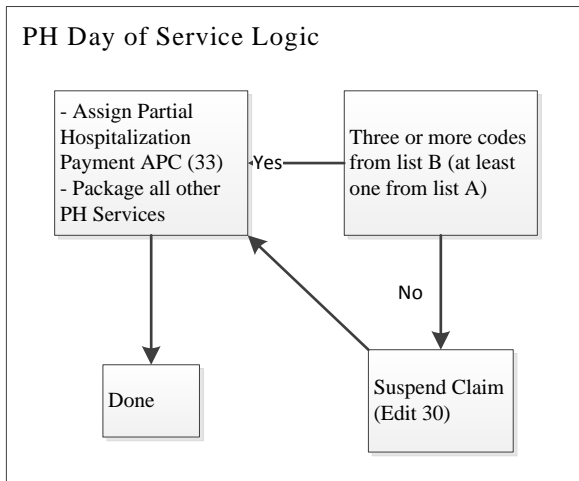 PH Day of Service Logic
- Assign Partial
Hospitalization
Payment APC (33)
- Package all other
PH Services
Yes
Three or more codes
from list B (at least
one from list A)
No
Done
Suspend Claim
(Edit 30)